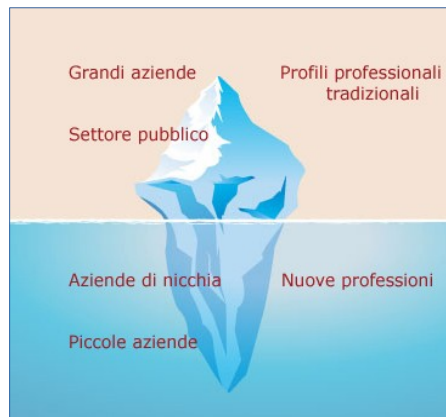 Grandi aziende
Profili professionali
tradizionali
Settore pubblico
Aziende di nicchia
Nuove professioni
Piccole aziende